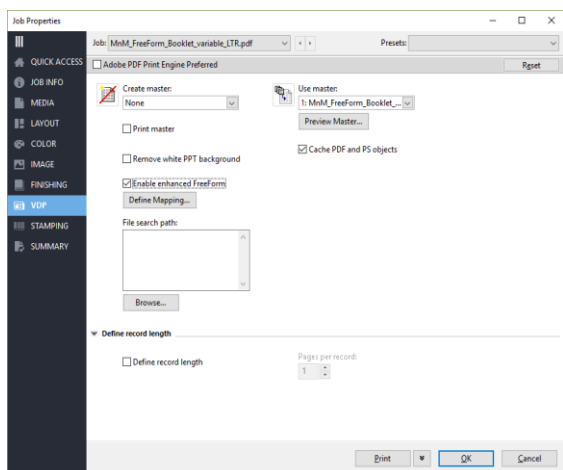 Job Properties
Job: MnM_FreeForm_Booklet_variable_LTR.pdf
Presets:
QUICK ACCESS
JOB INFO
MEDIA
LAYOUT
COLOR
IMAGE
FINISHING
VDP
STAMPING
SUMMARY
Adobe PDF Print Engine Preferred
Reset
Create master:
None
Print master
Remove white PPT background
Enable enhanced FreeForm
Define Mapping...
File search path:
Browse...
Use master:
1: MnM_FreeForm_Booklet_...
Preview Master...
Cache PDF and PS objects
Define record length
Define record length
Pages per record:
1
Print
OK
Cancel